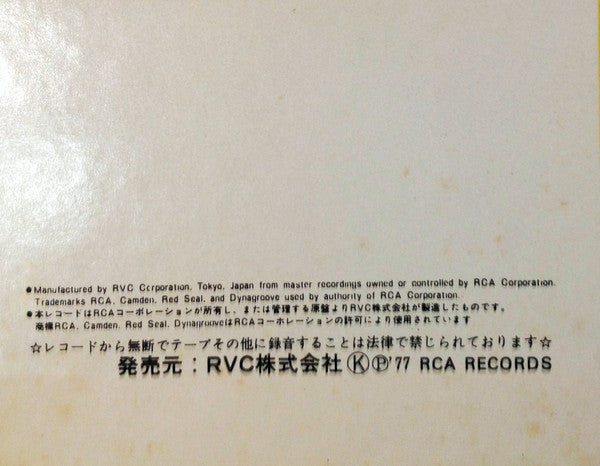 ●Manufactured by RVC Corporation, Tokyo, Japan from master recordings owned or controlled by RCA Corporation.
Trademarks RCA, Camden, Red Seal, and Dynagroove used by authority of RCA Corporation.
●本レコードはRCAコーポレーションが所有し、または管理する原盤よりRVC株式会社が製造したものです。
商標RCA, Camden, Red Seal, DynagrooveはRCAコーポレーションの許可により使用されています
☆レコードから無断でテープその他に録音することは法律で禁じられております☆
発売元：RVC株式会社ⓀⓅ'77 RCA RECORDS